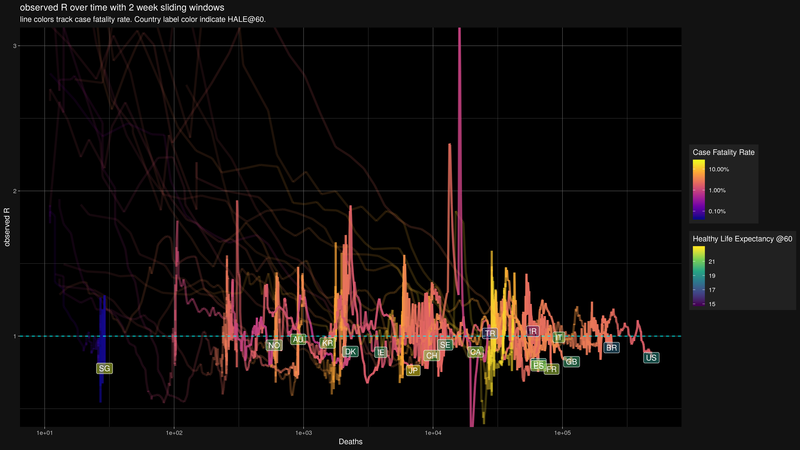 observed R over time with 2 week sliding windows
line colors track case fatality rate. Country label color indicate HALE@60.
observed R
3
2
1
SG
NO
AU
KR
DK
IE
JP
CH
SE
CA
TR
IR
ES
FR
IT
GB
BR
US
1e+01
1e+02
1e+03
1e+04
1e+05
Deaths
Case Fatality Rate
10.00%
1.00%
0.10%
Healthy Life Expectancy @60
21
19
17
15